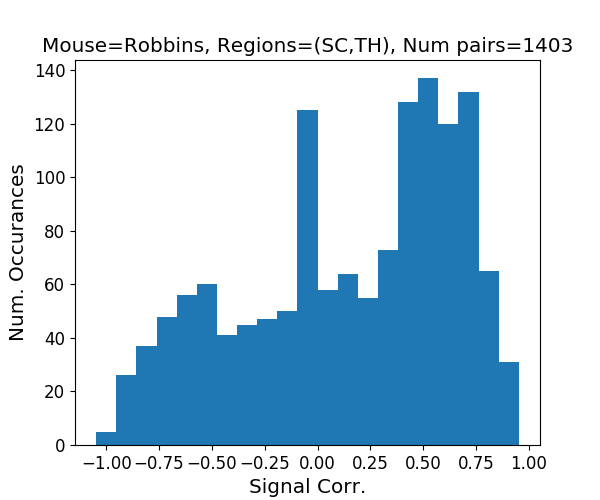 Mouse=Robbins, Regions=(SC,TH), Num pairs=1403
140
120
100
80
60
40
20
0
Num. Occurances
−1.00 −0.75 −0.50 −0.25 0.00 0.25 0.50 0.75 1.00
Signal Corr.